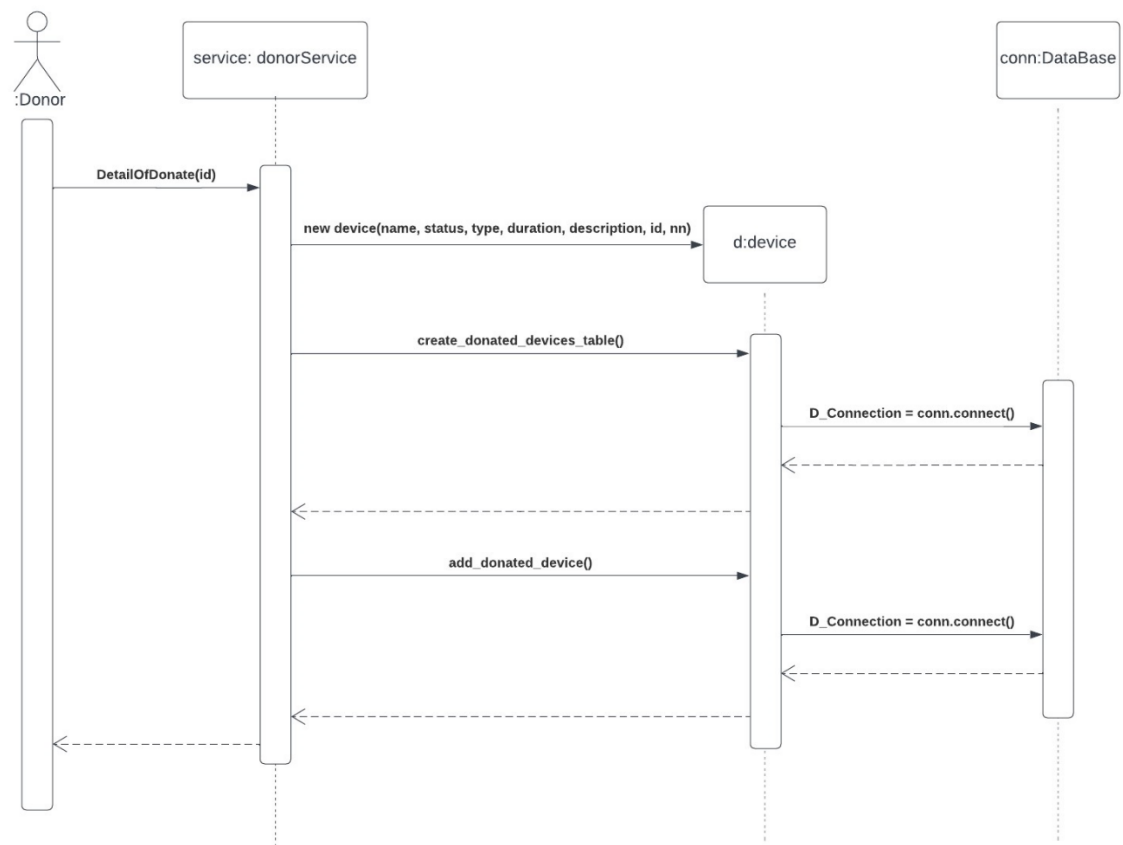 :Donor
service: donorService
conn:DataBase
DetailOfDonate(id)
new device(name, status, type, duration, description, id, nn)
d:device
create_donated_devices_table()
D_Connection = conn.connect()
add_donated_device()
D_Connection = conn.connect()